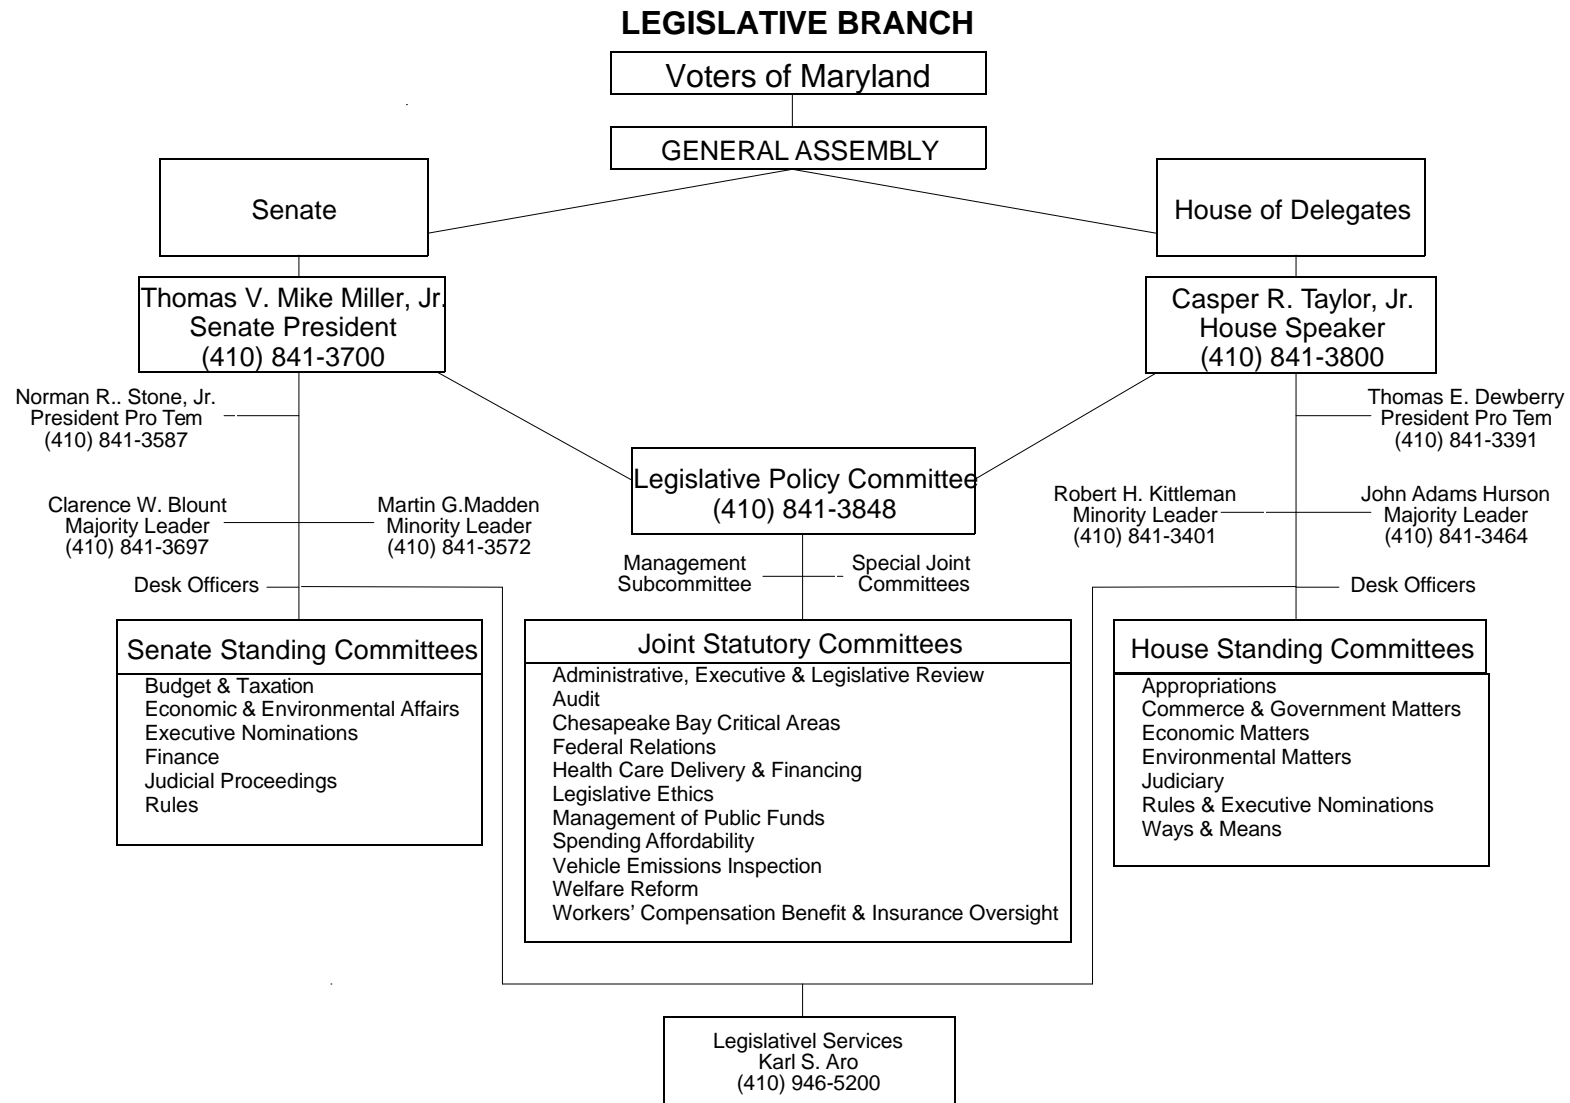 LEGISLATIVE BRANCH
Voters of Maryland
GENERAL ASSEMBLY
Senate
House of Delegates
Thomas V. Mike Miller, Jr.
Senate President
(410) 841-3700
Casper R. Taylor, Jr.
House Speaker
(410) 841-3800
Norman R.. Stone, Jr.
President Pro Tem
(410) 841-3587
Thomas E. Dewberry
President Pro Tem
(410) 841-3391
Legislative Policy Committee
(410) 841-3848
Clarence W. Blount
Majority Leader
(410) 841-3697
Martin G.Madden
Minority Leader
(410) 841-3572
Robert H. Kittleman
Minority Leader
(410) 841-3401
John Adams Hurson
Majority Leader
(410) 841-3464
Management
Subcommittee
Special Joint
Committees
Desk Officers
Desk Officers
Senate Standing Committees
Budget & Taxation
Economic & Environmental Affairs
Executive Nominations
Finance
Judicial Proceedings
Rules
Joint Statutory Committees
Administrative, Executive & Legislative Review
Audit
Chesapeake Bay Critical Areas
Federal Relations
Health Care Delivery & Financing
Legislative Ethics
Management of Public Funds
Spending Affordability
Vehicle Emissions Inspection
Welfare Reform
Workers’ Compensation Benefit & Insurance Oversight
House Standing Committees
Appropriations
Commerce & Government Matters
Economic Matters
Environmental Matters
Judiciary
Rules & Executive Nominations
Ways & Means
Legislativel Services
Karl S. Aro
(410) 946-5200